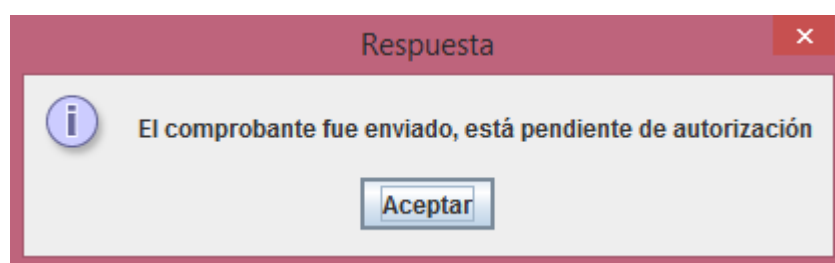 Respuesta
El comprobante fue enviado, está pendiente de autorización
Aceptar